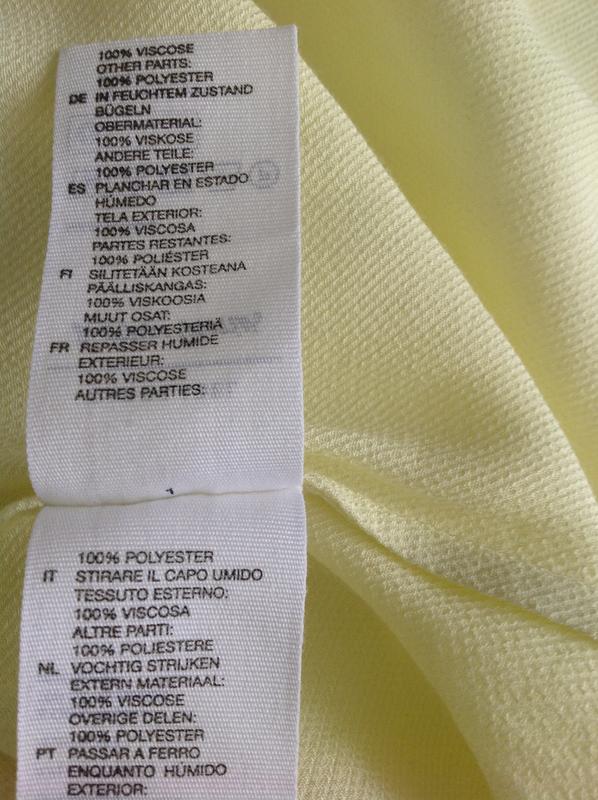 100% VISCOSE
OTHER PARTS:
100% POLYESTER
DE IN FEUCHTEM ZUSTAND
BÜGELN
OBERMATERIAL:
100% VISKOSE
ANDERE TEILE:
100% POLYESTER
ES PLANCHAR EN ESTADO
HÚMEDO
TELA EXTERIOR:
100% VISCOSA
PARTES RESTANTES:
100% POLIÉSTER
FI SILITETÄÄN KOSTEANA
PÄÄLLISKANGAS:
100% VISKOOSIA
MUUT OSAT:
100% POLYESTERIÄ
FR REPASSER HUMIDE
EXTERIEUR:
100% VISCOSE
AUTRES PARTIES:
100% POLYESTER
IT STIRARE IL CAPO UMIDO
TESSUTO ESTERNO:
100% VISCOSA
ALTRE PARTI:
100% POLIESTERE
NL VOCHTIG STRIJKEN
EXTERN MATERIAAL:
100% VISCOSE
OVERIGE DELEN:
100% POLYESTER
PT PASSAR A FERRO
ENQUANTO HÚMIDO
EXTERIOR: